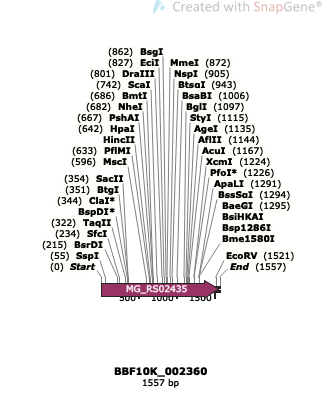 Created with SnapGene®
(862) BsgI
(827) EciI MmeI (872)
(801) DraIII NspI (905)
(742) ScaI BtsαI (943)
(686) BmtI BsaBI (1006)
(682) NheI BglI (1097)
(667) PshAI StyI (1115)
(642) HpaI AgeI (1135)
HincII AflII (1144)
(633) PflMI AcuI (1167)
(596) MscI XcmI (1224)
PfoI* (1226)
(354) SacII ApaLI (1291)
(351) BtgI BssSαI (1294)
(344) ClaI* BaeGI (1295)
BspDI* BsiHKAI
(322) TaqII Bsp1286I
(234) SfcI Bme1580I
(215) BsrDI
(55) SspI EcoRV (1521)
(0) Start End (1557)
MG_RS02435
500 1000 1500
BBF10K_002360
1557 bp